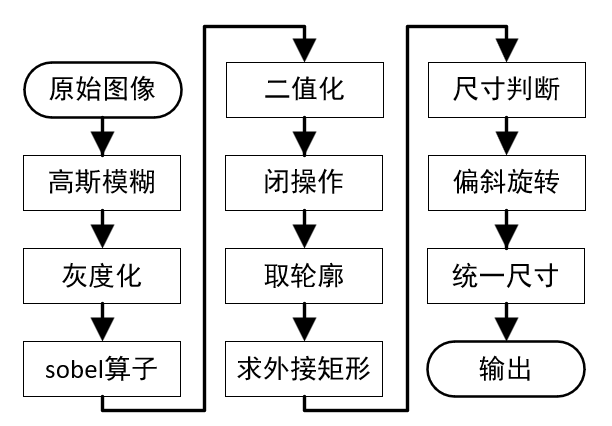 原始图像
高斯模糊
灰度化
sobel算子
二值化
闭操作
取轮廓
求外接矩形
尺寸判断
偏斜旋转
统一尺寸
输出